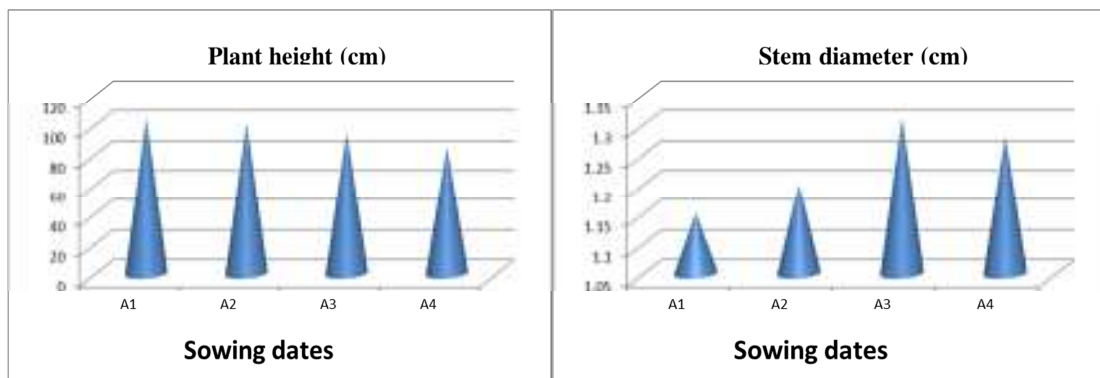 Plant height (cm)
120
100
80
60
40
20
0
A1 A2 A3 A4
Sowing dates
Stem diameter (cm)
1.35
1.3
1.25
1.2
1.15
1.1
1.05
A1 A2 A3 A4
Sowing dates